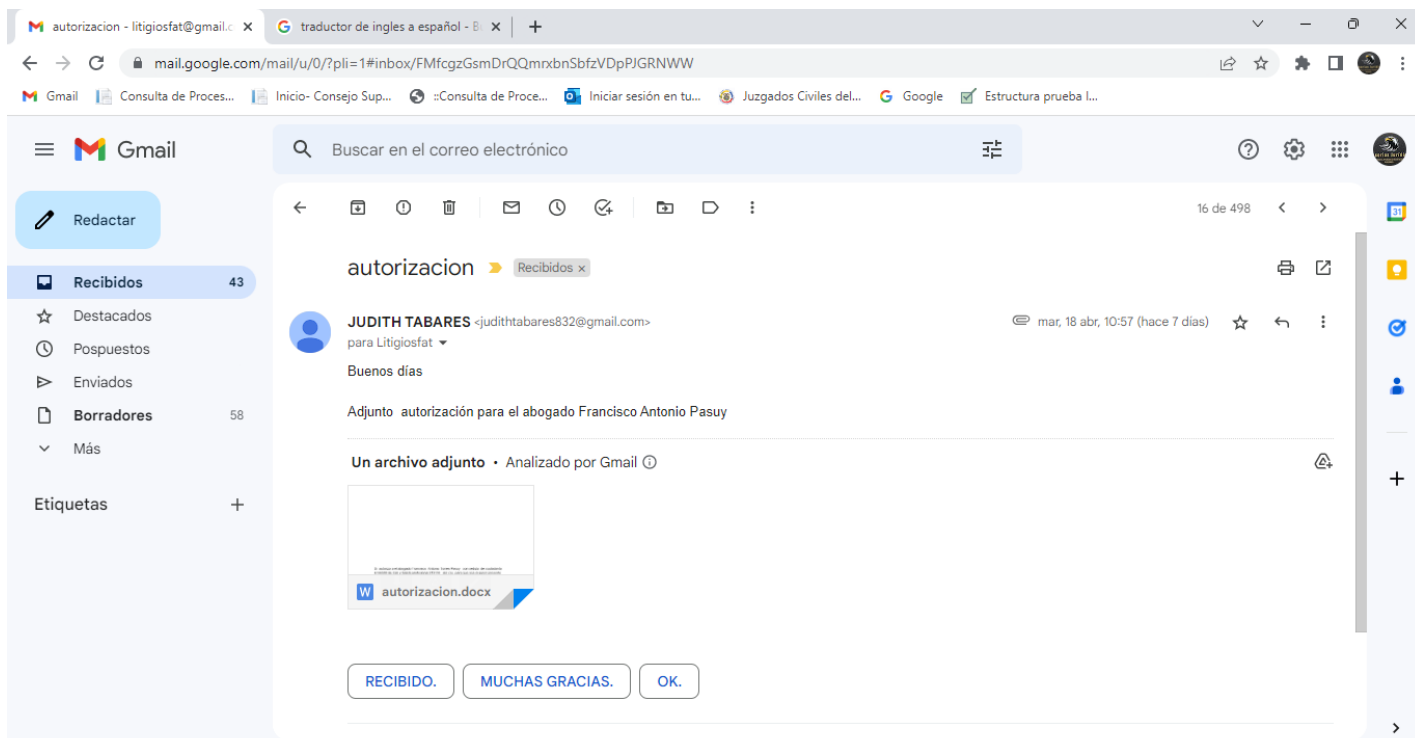 autorizacion - litigiosfat@gmail.c
traductor de ingles a español - B
mail.google.com/mail/u/0/?pli=1#inbox/FMfcgzGsmDrQQmrxbnSbfzVDpPJGRNWW
Gmail
Consulta de Proces...
Inicio- Consejo Sup...
::Consulta de Proce...
Iniciar sesión en tu...
Juzgados Civiles del...
Google
Estructura prueba I...
Gmail
Buscar en el correo electrónico
Redactar
16 de 498
31
autorizacion
Recibidos x
Recibidos 43
Destacados
Pospuestos
Enviados
Borradores 58
Más
Etiquetas
JUDITH TABARES <judithtabares832@gmail.com>
mar, 18 abr, 10:57 (hace 7 días)
para Litigiosfat
Buenos días
Adjunto autorización para el abogado Francisco Antonio Pasuy
Un archivo adjunto • Analizado por Gmail
W autorizacion.docx
RECIBIDO.
MUCHAS GRACIAS.
OK.